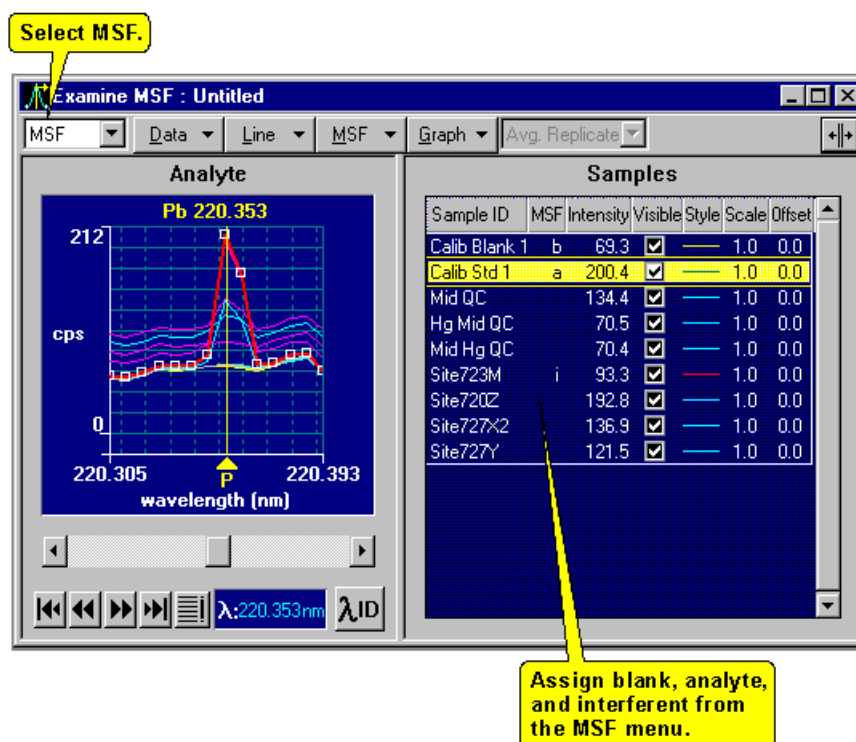 Select MSF.
Examine MSF : Untitled
MSF Data Line MSF Graph Avg. Replicate
Analyte
Pb 220.353
212
cps
0
220.305 P 220.393
wavelength (nm)
λ:220.353nm λID
Samples
Sample ID MSF Intensity Visible Style Scale Offset
Calib Blank 1 b 69.3 1.0 0.0
Calib Std 1 a 200.4 1.0 0.0
Mid QC 134.4 1.0 0.0
Hg Mid QC 70.5 1.0 0.0
Mid Hg QC 70.4 1.0 0.0
Site723M i 93.3 1.0 0.0
Site720Z 192.8 1.0 0.0
Site727X2 136.9 1.0 0.0
Site727Y 121.5 1.0 0.0
Assign blank, analyte,
and interferent from
the MSF menu.